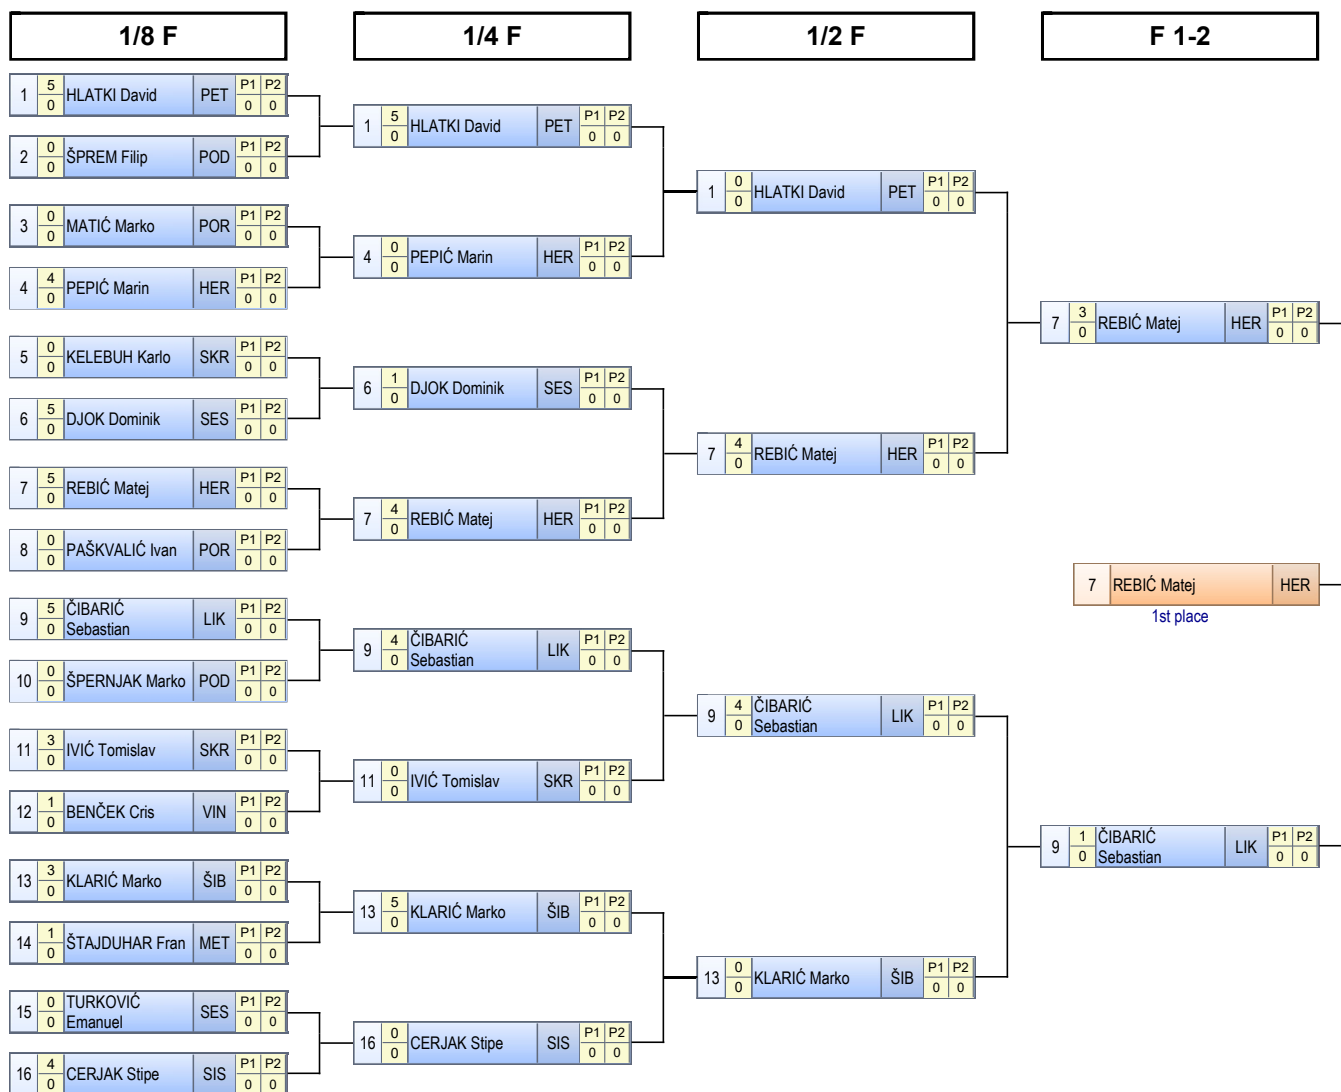 1/8 F
1/4 F
1/2 F
F 1-2
1 5 0 HLATKI David PET P1 P2 0 0
2 0 0 ŠPREM Filip POD P1 P2 0 0
3 0 0 MATIĆ Marko POR P1 P2 0 0
4 4 0 PEPIĆ Marin HER P1 P2 0 0
5 0 0 KELEBUH Karlo SKR P1 P2 0 0
6 5 0 DJOK Dominik SES P1 P2 0 0
7 5 0 REBIĆ Matej HER P1 P2 0 0
8 0 0 PAŠKVALIĆ Ivan POR P1 P2 0 0
9 5 0 ČIBARIĆ Sebastian LIK P1 P2 0 0
10 0 0 ŠPERNJAK Marko POD P1 P2 0 0
11 3 0 IVIĆ Tomislav SKR P1 P2 0 0
12 1 0 BENČEK Cris VIN P1 P2 0 0
13 3 0 KLARIĆ Marko ŠIB P1 P2 0 0
14 1 0 ŠTAJDUHAR Fran MET P1 P2 0 0
15 0 0 TURKOVIĆ Emanuel SES P1 P2 0 0
16 4 0 CERJAK Stipe SIS P1 P2 0 0
1 5 0 HLATKI David PET P1 P2 0 0
4 0 0 PEPIĆ Marin HER P1 P2 0 0
6 1 0 DJOK Dominik SES P1 P2 0 0
7 4 0 REBIĆ Matej HER P1 P2 0 0
9 4 0 ČIBARIĆ Sebastian LIK P1 P2 0 0
11 0 0 IVIĆ Tomislav SKR P1 P2 0 0
13 5 0 KLARIĆ Marko ŠIB P1 P2 0 0
16 0 0 CERJAK Stipe SIS P1 P2 0 0
1 0 0 HLATKI David PET P1 P2 0 0
7 4 0 REBIĆ Matej HER P1 P2 0 0
9 4 0 ČIBARIĆ Sebastian LIK P1 P2 0 0
13 0 0 KLARIĆ Marko ŠIB P1 P2 0 0
7 3 0 REBIĆ Matej HER P1 P2 0 0
7 REBIĆ Matej HER
1st place
9 1 0 ČIBARIĆ Sebastian LIK P1 P2 0 0